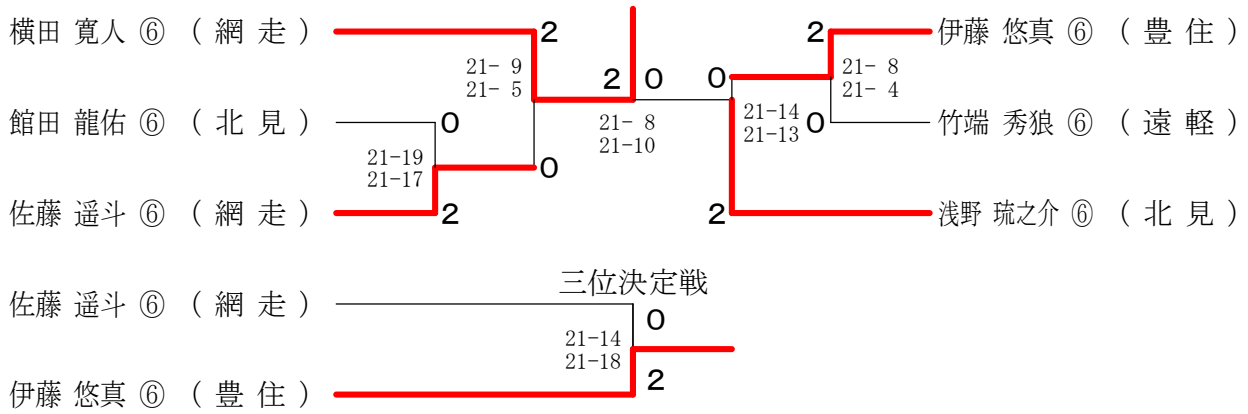 横田 寛人 ⑥ （ 網 走 ）
2
2
伊藤 悠真 ⑥ （ 豊 住 ）
21- 9
21- 5
2 0
0
21- 8
21- 4
館田 龍佑 ⑥ （ 北 見 ）
0
21- 8
21-10
21-14
21-13
0
竹端 秀狼 ⑥ （ 遠 軽 ）
21-19
21-17
0
佐藤 遥斗 ⑥ （ 網 走 ）
2
2
浅野 琉之介 ⑥ （ 北 見 ）
三位決定戦
佐藤 遥斗 ⑥ （ 網 走 ）
0
21-14
21-18
伊藤 悠真 ⑥ （ 豊 住 ）
2